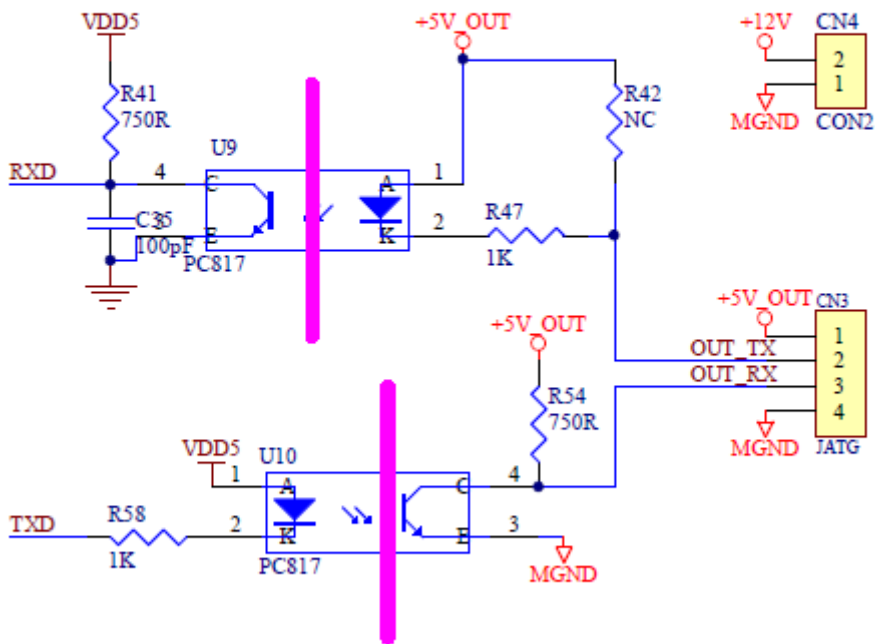 VDD5
+5V_OUT
+12V
CN4
2
1
MGND
CON2
R41
750R
R42
NC
U9
RXD
4
C
A
1
R47
1K
C35
100pF
3
E
K
2
PC817
+5V_OUT
CN3
1
OUT_TX
2
OUT_RX
3
4
MGND
JATG
+5V_OUT
R54
750R
VDD5
U10
1
A
C
4
TXD
R58
1K
2
K
E
3
PC817
MGND